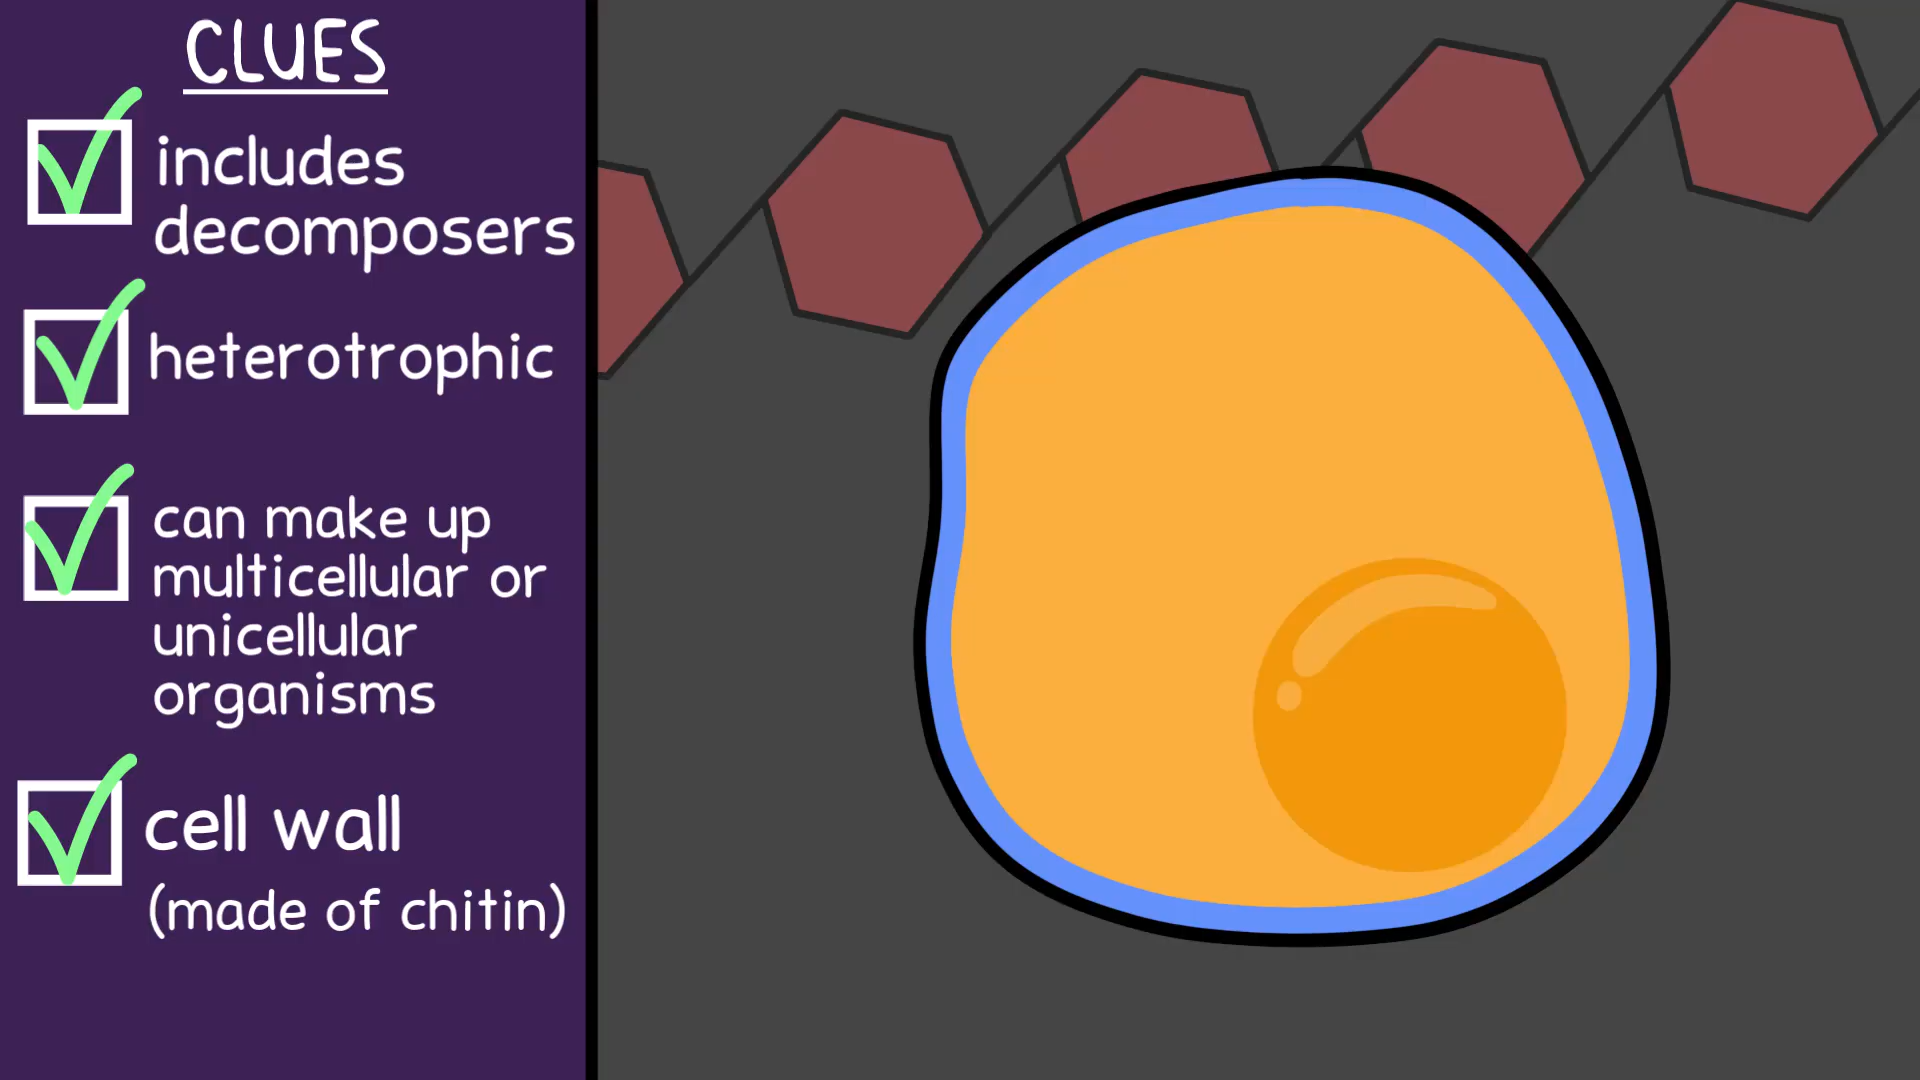 CLUES
includes
decomposers
heterotrophic
can make up
multicellular or
unicellular
organisms
cell wall
(made of chitin)